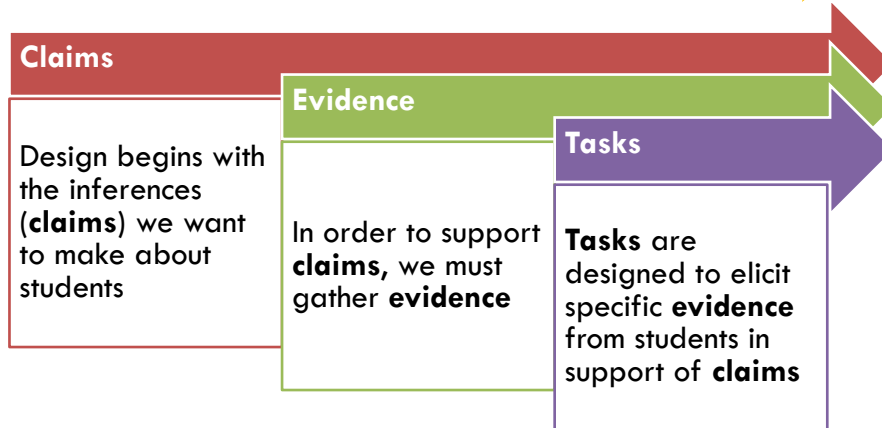 Claims
Design begins with
the inferences
(claims) we want
to make about
students
Evidence
In order to support
claims, we must
gather evidence
Tasks
Tasks are
designed to elicit
specific evidence
from students in
support of claims